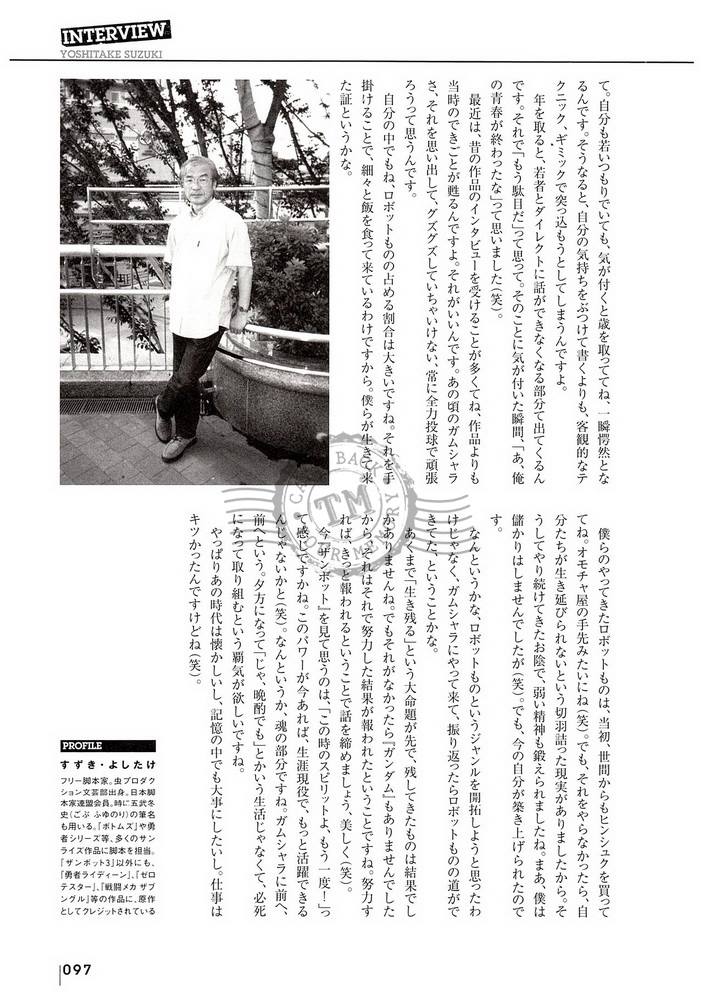 INTERVIEW
YOSHITAKE SUZUKI
て。自分も若いつもりでいても、気が付くと歳を取っててね、一瞬愕然とな
るんです。そうなると、自分の気持ちをぶつけて書くよりも、客観的なテ
クニック、ギミックで突っ込もうとしてしまうんですよ。
年を取ると、若者とダイレクトに話ができなくなる部分て出てくるん
です。それで「もう駄目だ」って思って。そのことに気が付いた瞬間、「あ、俺
の青春が終わったな」って思いました(笑)。
最近は、昔の作品のインタビューを受けることが多くてね、作品よりも
当時のできごとが甦るんですよ。それがいいんです。あの頃のガムシャラ
さ、それを思い出して、グズグズしていちゃいけない、常に全力投球で頑張
ろうって思うんです。
自分の中でもね、ロボットものの占める割合は大きいですね。それを手
掛けることで、細々と飯を食って来ているわけですから。僕らが生きて来
た証というかな。
僕らのやってきたロボットものは、当初、世間からもヒンシュクを買って
てね。オモチャ屋の手先みたいにね(笑)。でも、それをやらなかったら、自
分たちが生き延びられないという切羽詰った現実がありましたから。そ
うしてやり続けてきたお陰で、弱い精神も鍛えられましたね。まあ、僕は
儲かりはしませんでしたが(笑)。でも、今の自分が築き上げられたので
す。
なんというかな、ロボットものというジャンルを開拓しようと思ったわ
けじゃなく、ガムシャラにやって来て、振り返ったらロボットものの道がで
きてた、ということかな。
あくまで「生き残る」という大命題が先で、残してきたものは結果でし
かありませんね。でもそれがなかったら『ガンダム』もありませんでした
から、それはそれで努力した結果が報われたということですね。努力す
れば、きっと報われるということで話を締めましょう、美しく(笑)。
今『ザンボット』を見て思うのは、「この時のスピリットよ、もう一度!」っ
て感じですかね。このパワーが今あれば、生涯現役で、もっと活躍できる
んじゃないかと(笑)。なんというか、魂の部分ですね。ガムシャラに前へ、
前へという。夕方になって「じゃ、晩酌でも」とかいう生活じゃなくて、必死
になって取り組むという覇気が欲しいですね。
やっぱりあの時代は懐かしいし、記憶の中でも大事にしたいし。仕事は
キツかったんですけどね(笑)。
PROFILE
すずき・よしたけ
フリー脚本家。虫プロダク
ション文芸部出身。日本脚
本家連盟会員。時に五武冬
史(ごぶ ふゆのり)の筆名
も用いる。『ボトムズ』や勇
者シリーズ等、多くのサン
ライズ作品に脚本を担当。
『ザンボット3』以外にも、
『勇者ライディーン』、『ゼロ
テスター』、『戦闘メカ ザブ
ングル』等の作品に、原作
としてクレジットされている
097
TM
BACK
YOUR MEMORY